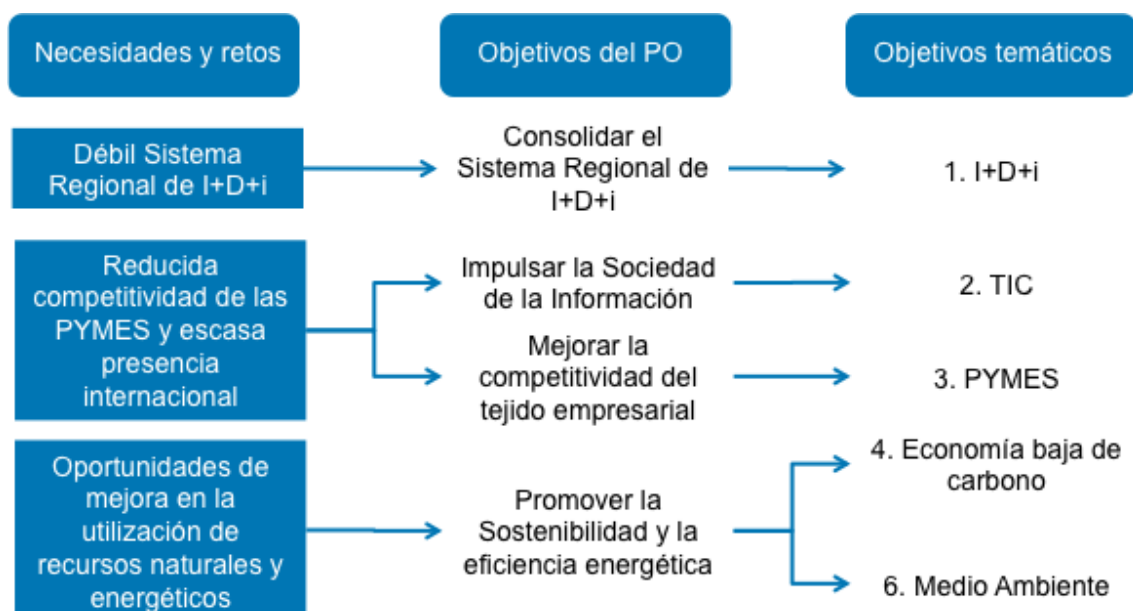 Necesidades y retos
Objetivos del PO
Objetivos temáticos
Débil Sistema
Regional de I+D+i
Consolidar el
Sistema Regional de
I+D+i
1. I+D+i
Reducida
competitividad de las
PYMES y escasa
presencia
internacional
Impulsar la Sociedad
de la Información
2. TIC
Mejorar la
competitividad del
tejido empresarial
3. PYMES
Oportunidades de
mejora en la
utilización de
recursos naturales y
energéticos
Promover la
Sostenibilidad y la
eficiencia energética
4. Economía baja de
carbono
6. Medio Ambiente